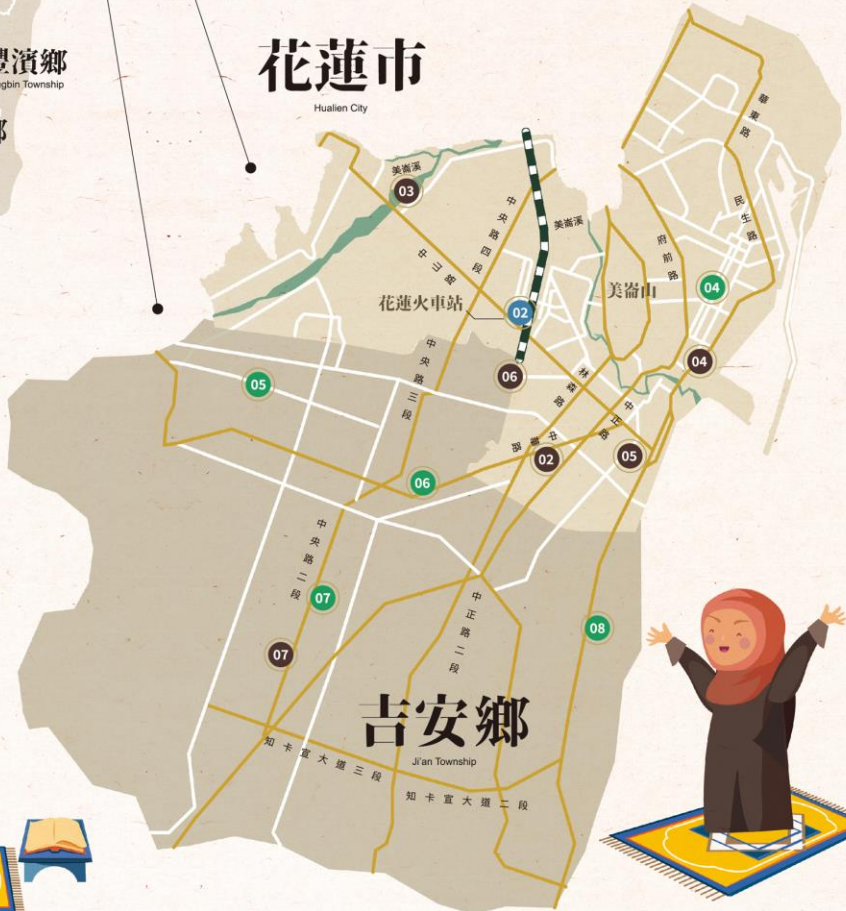 豐濱鄉
gbin Township
鄉
花蓮市
Hualien City
華東路
民生路
美崙溪
03
中央路四段
美崙溪
府前路
中山路
美崙山
04
花蓮火車站
02
04
中央路三段
05
06
林森路
中正路
中華路
02
05
06
中央路二段
07
中正路二段
08
07
吉安鄉
Ji'an Township
知卡宣大道三段
知卡宣大道二段